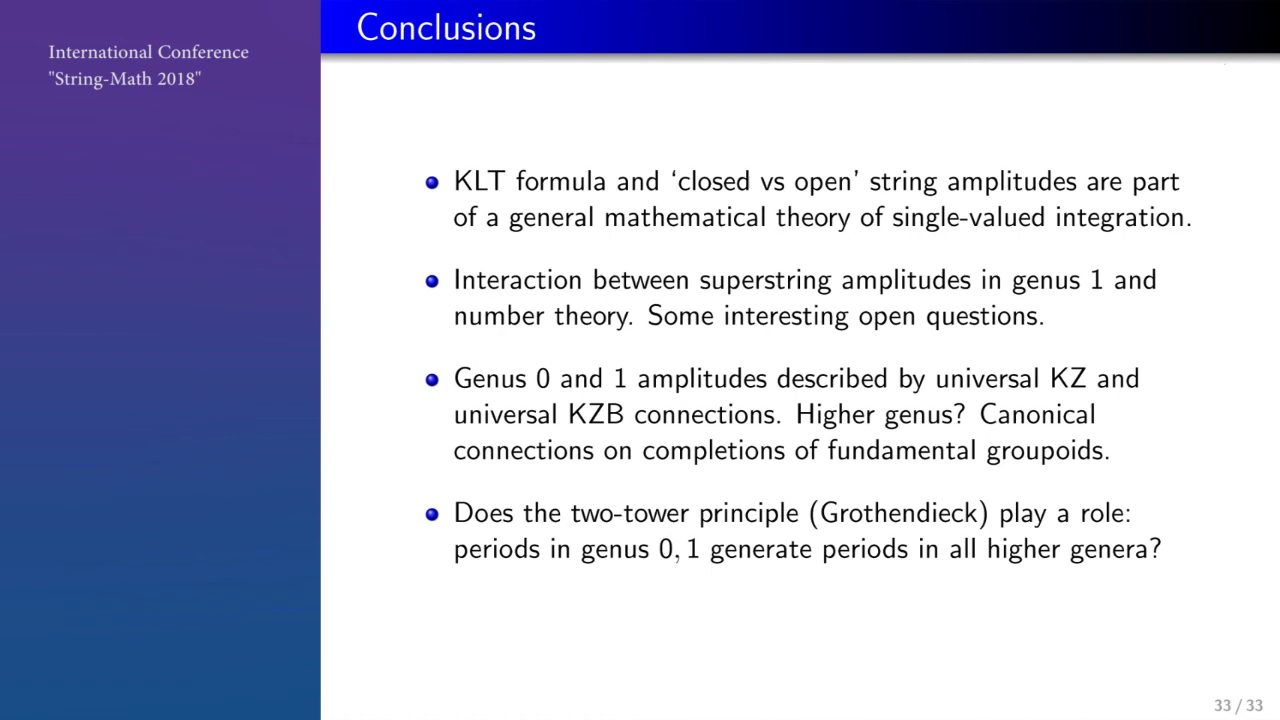 International Conference
"String-Math 2018"
Conclusions
KLT formula and ‘closed vs open’ string amplitudes are part
of a general mathematical theory of single-valued integration.
Interaction between superstring amplitudes in genus 1 and
number theory. Some interesting open questions.
Genus 0 and 1 amplitudes described by universal KZ and
universal KZB connections. Higher genus? Canonical
connections on completions of fundamental groupoids.
Does the two-tower principle (Grothendieck) play a role:
periods in genus 0, 1 generate periods in all higher genera?
33 / 33